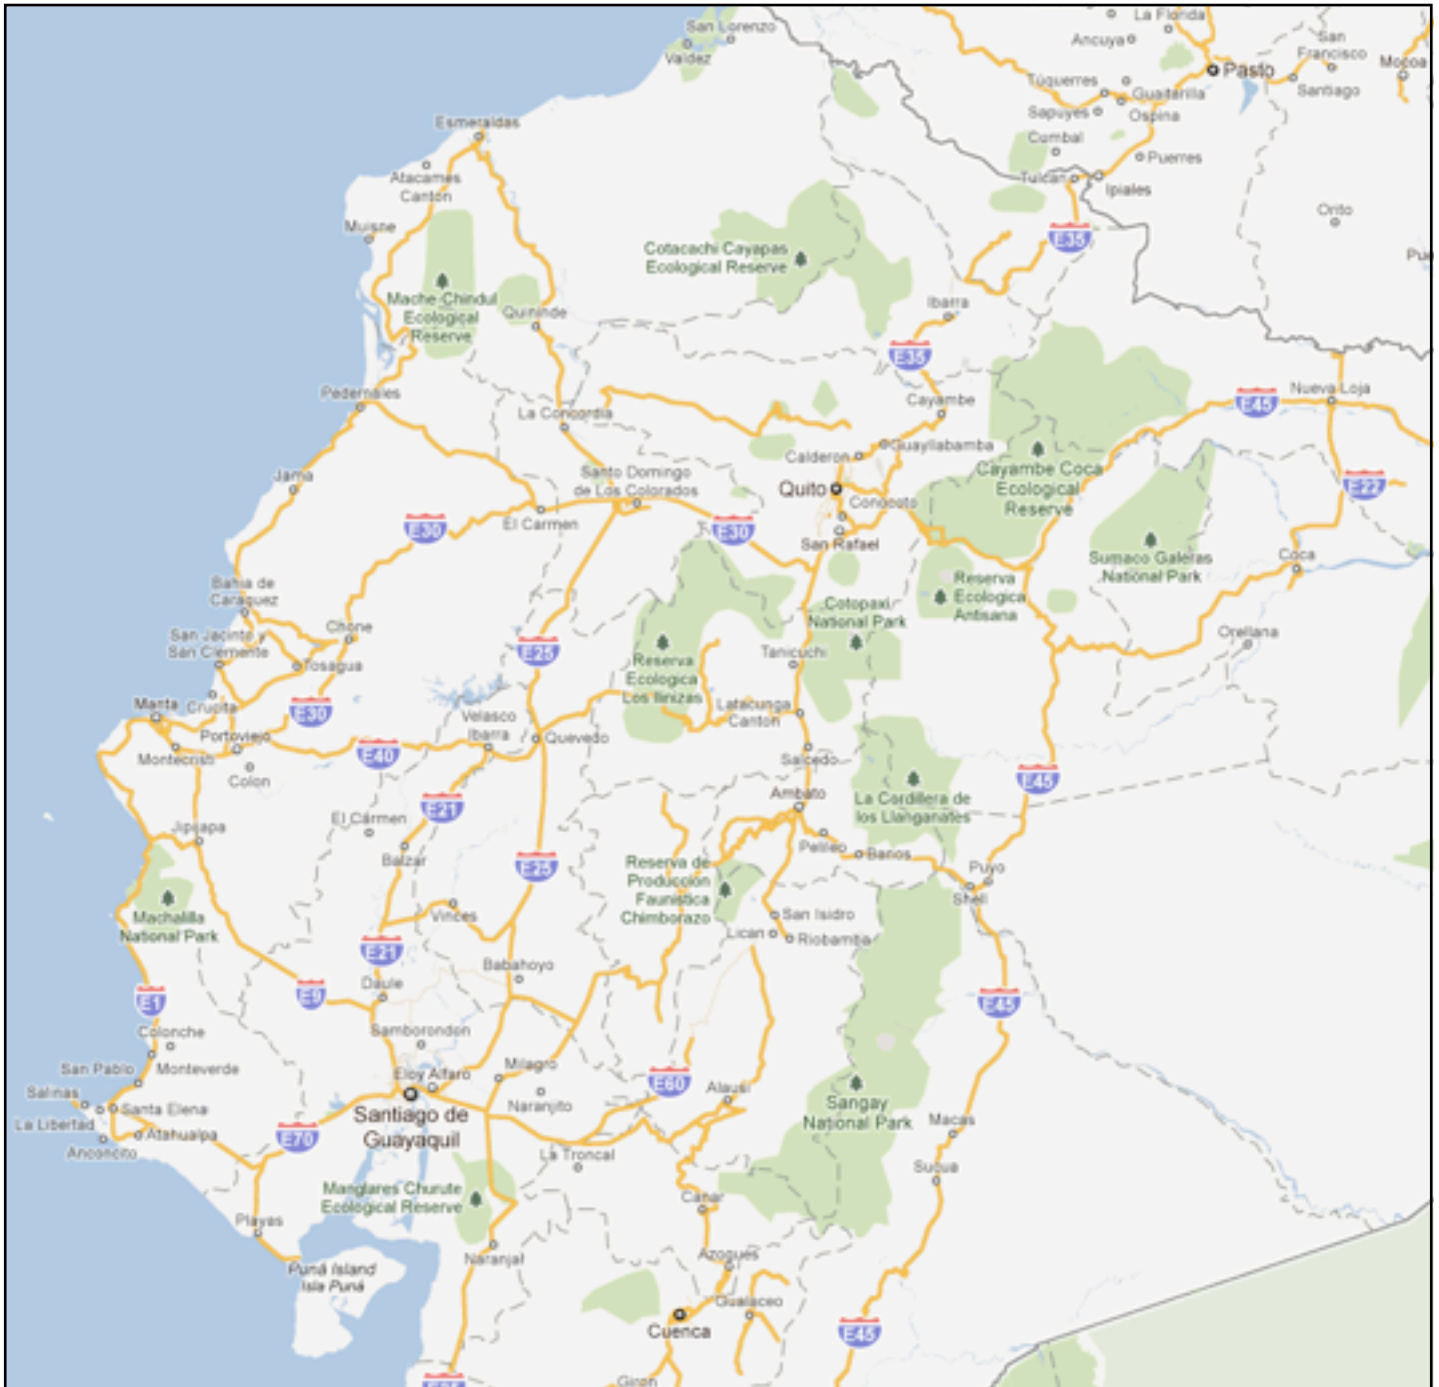 San Lorenzo
Valdez
La Florida
Ancuya
San
Francisco
Mocoa
Pasto
Túquerres
Guaitarilla
Santiago
Sapuyes
Ospina
Esmeraldas
Cumbal
Puerres
Atacames
Canton
Tulcan
Ipiales
Orito
Muisne
E35
Cotacachi Cayapas
Ecological Reserve
Pue
Mache Chindul
Ecological
Reserve
Quininde
Ibarra
E35
Pedernales
Nueva Loja
E45
Cayambe
La Concordia
Guayllabamba
Calderon
Cayambe Coca
Ecological
Reserve
Jama
Santo Domingo
de Los Colorados
Quito
E22
Conocoto
El Carmen
E30
E30
San Rafael
Sumaco Galeras
National Park
Coca
Bahia de
Caraquez
Reserva
Ecologica
Antisana
Cotopaxi
National Park
Chone
San Jacinto y
San Clemente
Orellana
Tosagua
E25
Tanicuchi
Reserva
Ecologica
Los Ilinizas
Manta
Crucita
E30
Latacunga
Canton
Velasco
Ibarra
Portoviejo
Quevedo
Montecristi
E40
Colon
Salcedo
E45
Ambato
La Cordillera de
los Llanganates
E21
El Cármen
Jipijapa
Pelileo
Banos
Balzar
E25
Reserva de
Producción
Faunistica
Chimborazo
Puyo
Shell
Machalilla
National Park
Vinces
San Isidro
Lican
Riobamba
E21
Babahoyo
Daule
E9
E1
E45
Colonche
Samborondon
San Pablo
Monteverde
Eloy Alfaro
Milagro
E60
Salinas
Alausi
Santa Elena
Santiago de
Guayaquil
Naranjito
Sangay
National Park
La Libertad
Atahualpa
E70
Macas
Anconcito
La Troncal
Sucua
Manglares Churute
Ecological Reserve
Canar
Playas
Naranjal
Azogues
Puná Island
Isla Puná
Gualaceo
Cuenca
E45
Giron
E25